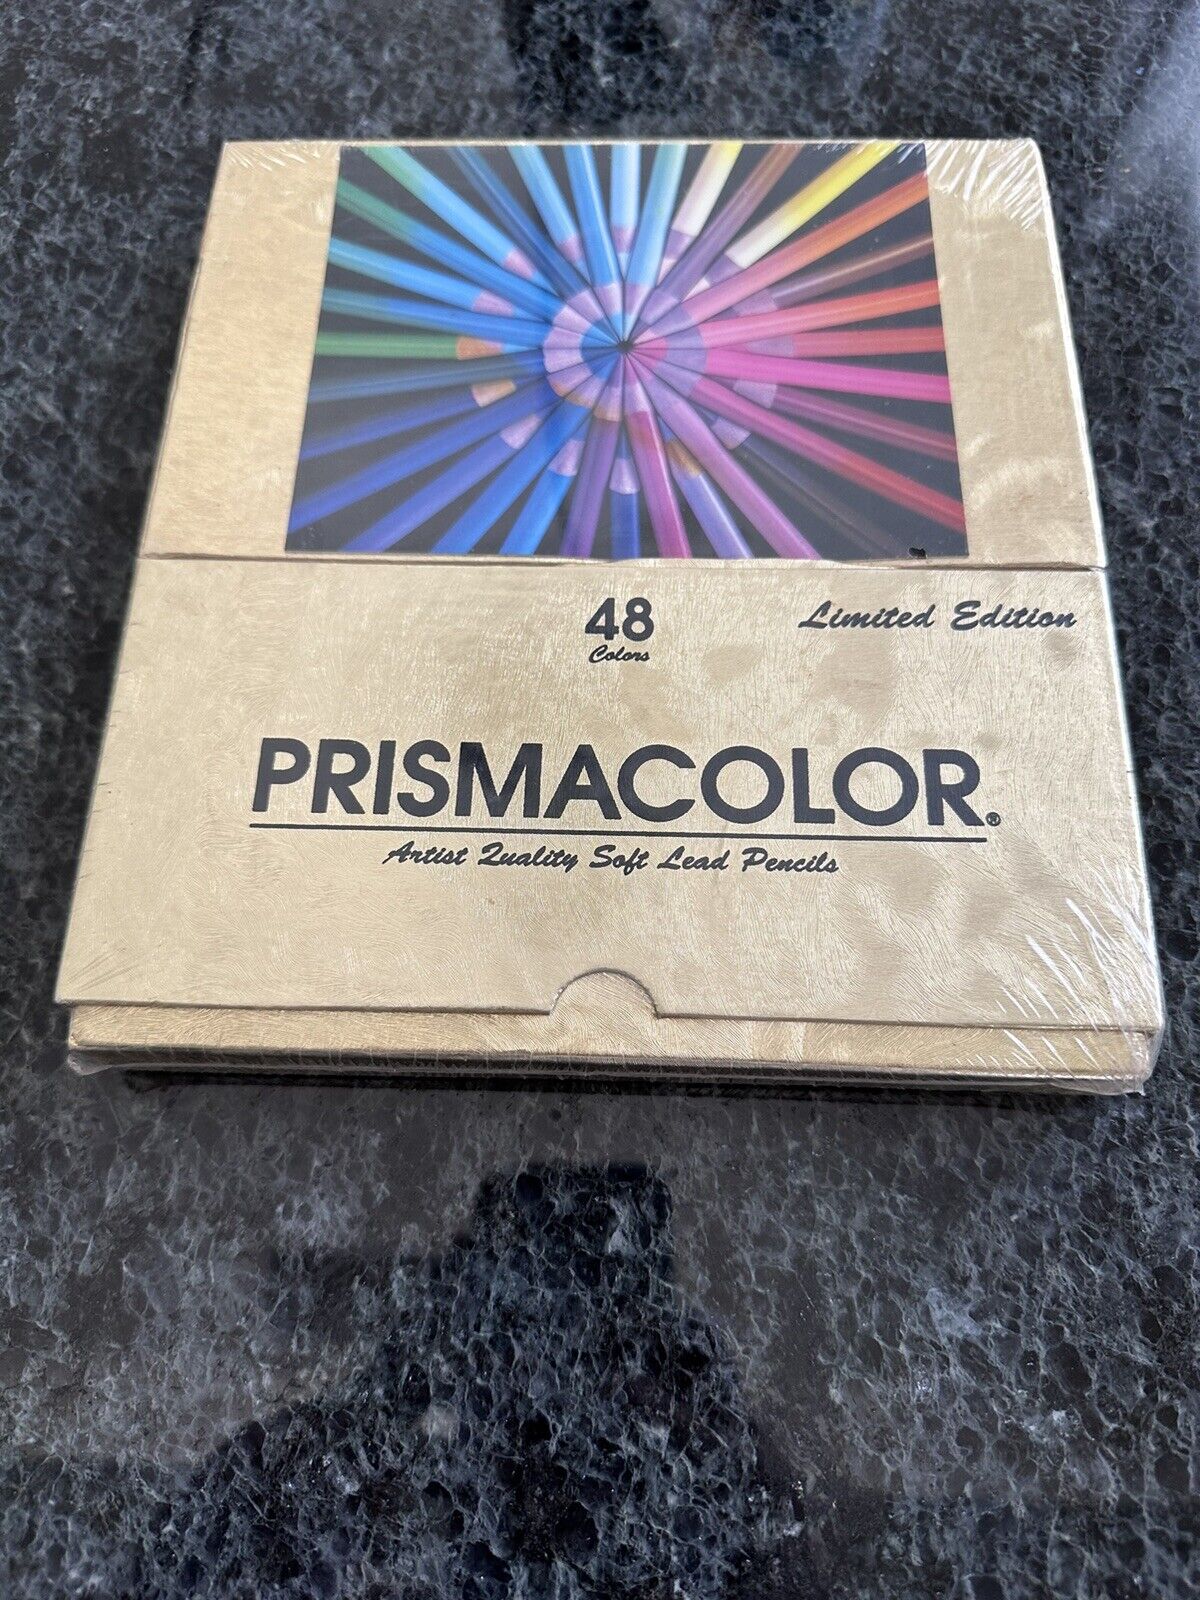 48
Colors
Limited Edition
PRISMACOLOR®
Artist Quality Soft Lead Pencils